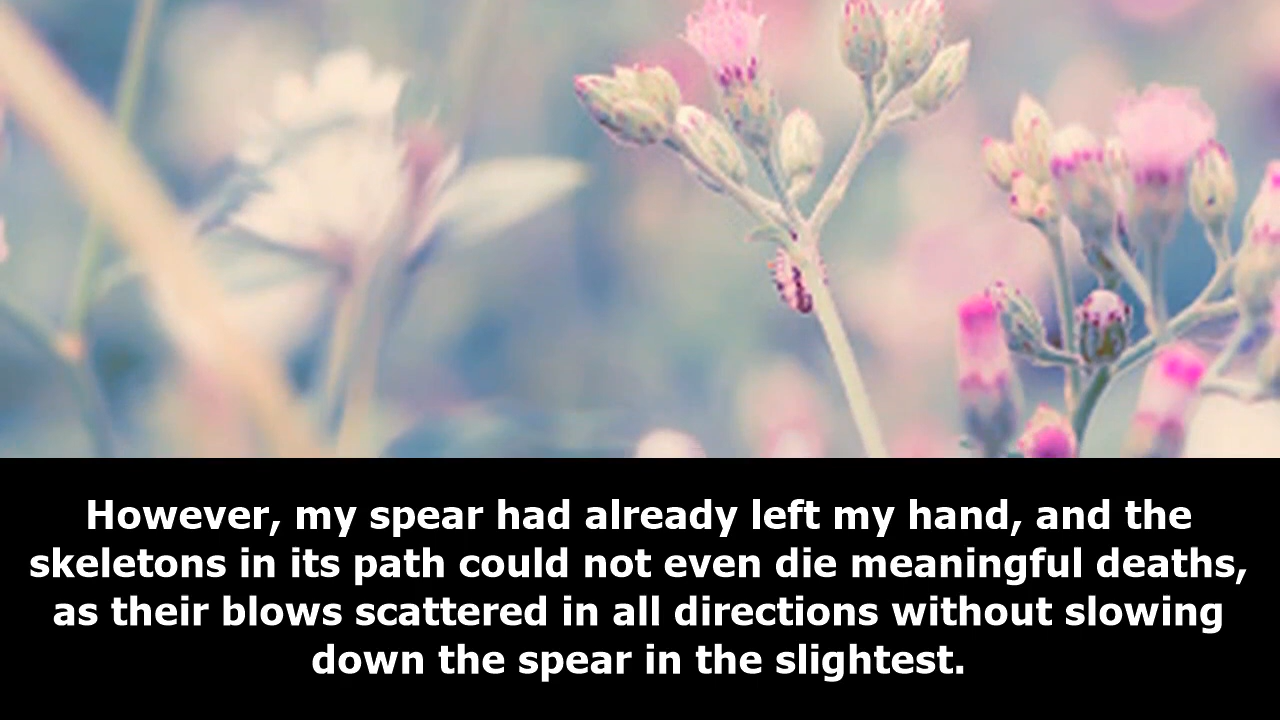 However, my spear had already left my hand, and the
skeletons in its path could not even die meaningful deaths,
as their blows scattered in all directions without slowing
down the spear in the slightest.